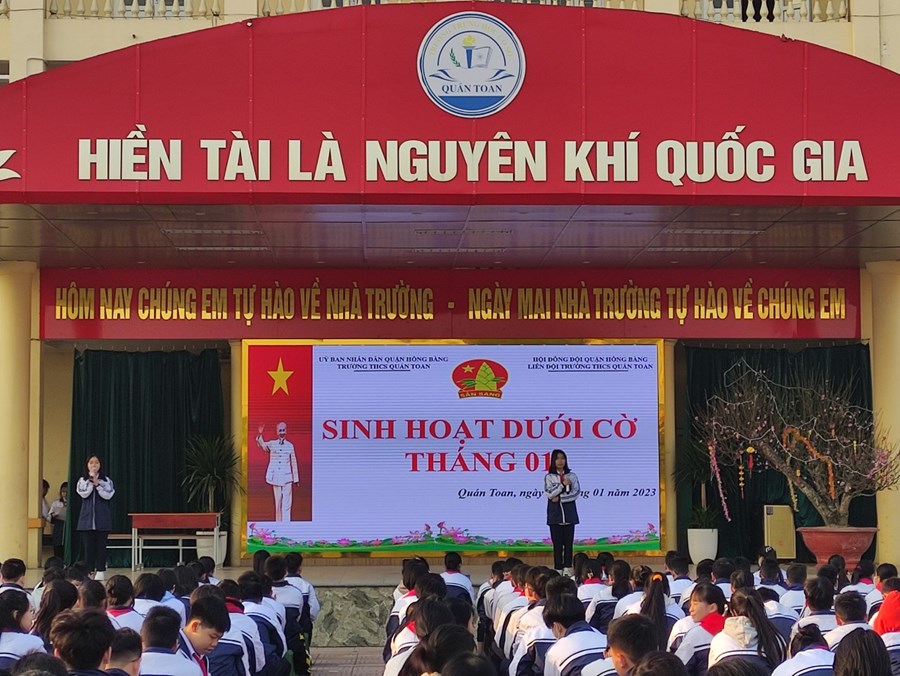 QUÁN TOAN
HIỀN TÀI LÀ NGUYÊN KHÍ QUỐC GIA
HÔM NAY CHÚNG EM TỰ HÀO VỀ NHÀ TRƯỜNG - NGÀY MAI NHÀ TRƯỜNG TỰ HÀO VỀ CHÚNG EM
UỶ BAN NHÂN DÂN QUẬN HỒNG BÀNG
TRƯỜNG THCS QUÁN TOAN
HỘI ĐỒNG ĐỘI QUẬN HỒNG BÀNG
LIÊN ĐỘI TRƯỜNG THCS QUÁN TOAN
SẴN SÀNG
SINH HOẠT DƯỚI CỜ
THÁNG 01
Quán Toan, ngày 01 năm 2023